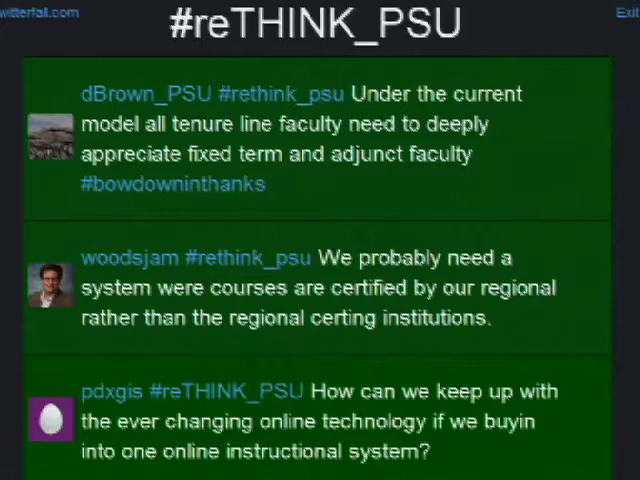 witterfall.com
#reTHINK_PSU
Exit
dBrown_PSU #rethink_psu Under the current
model all tenure line faculty need to deeply
appreciate fixed term and adjunct faculty
#bowdowninthanks
woodsjam #rethink_psu We probably need a
system were courses are certified by our regional
rather than the regional certing institutions.
pdxgis #reTHINK_PSU How can we keep up with
the ever changing online technology if we buyin
into one online instructional system?